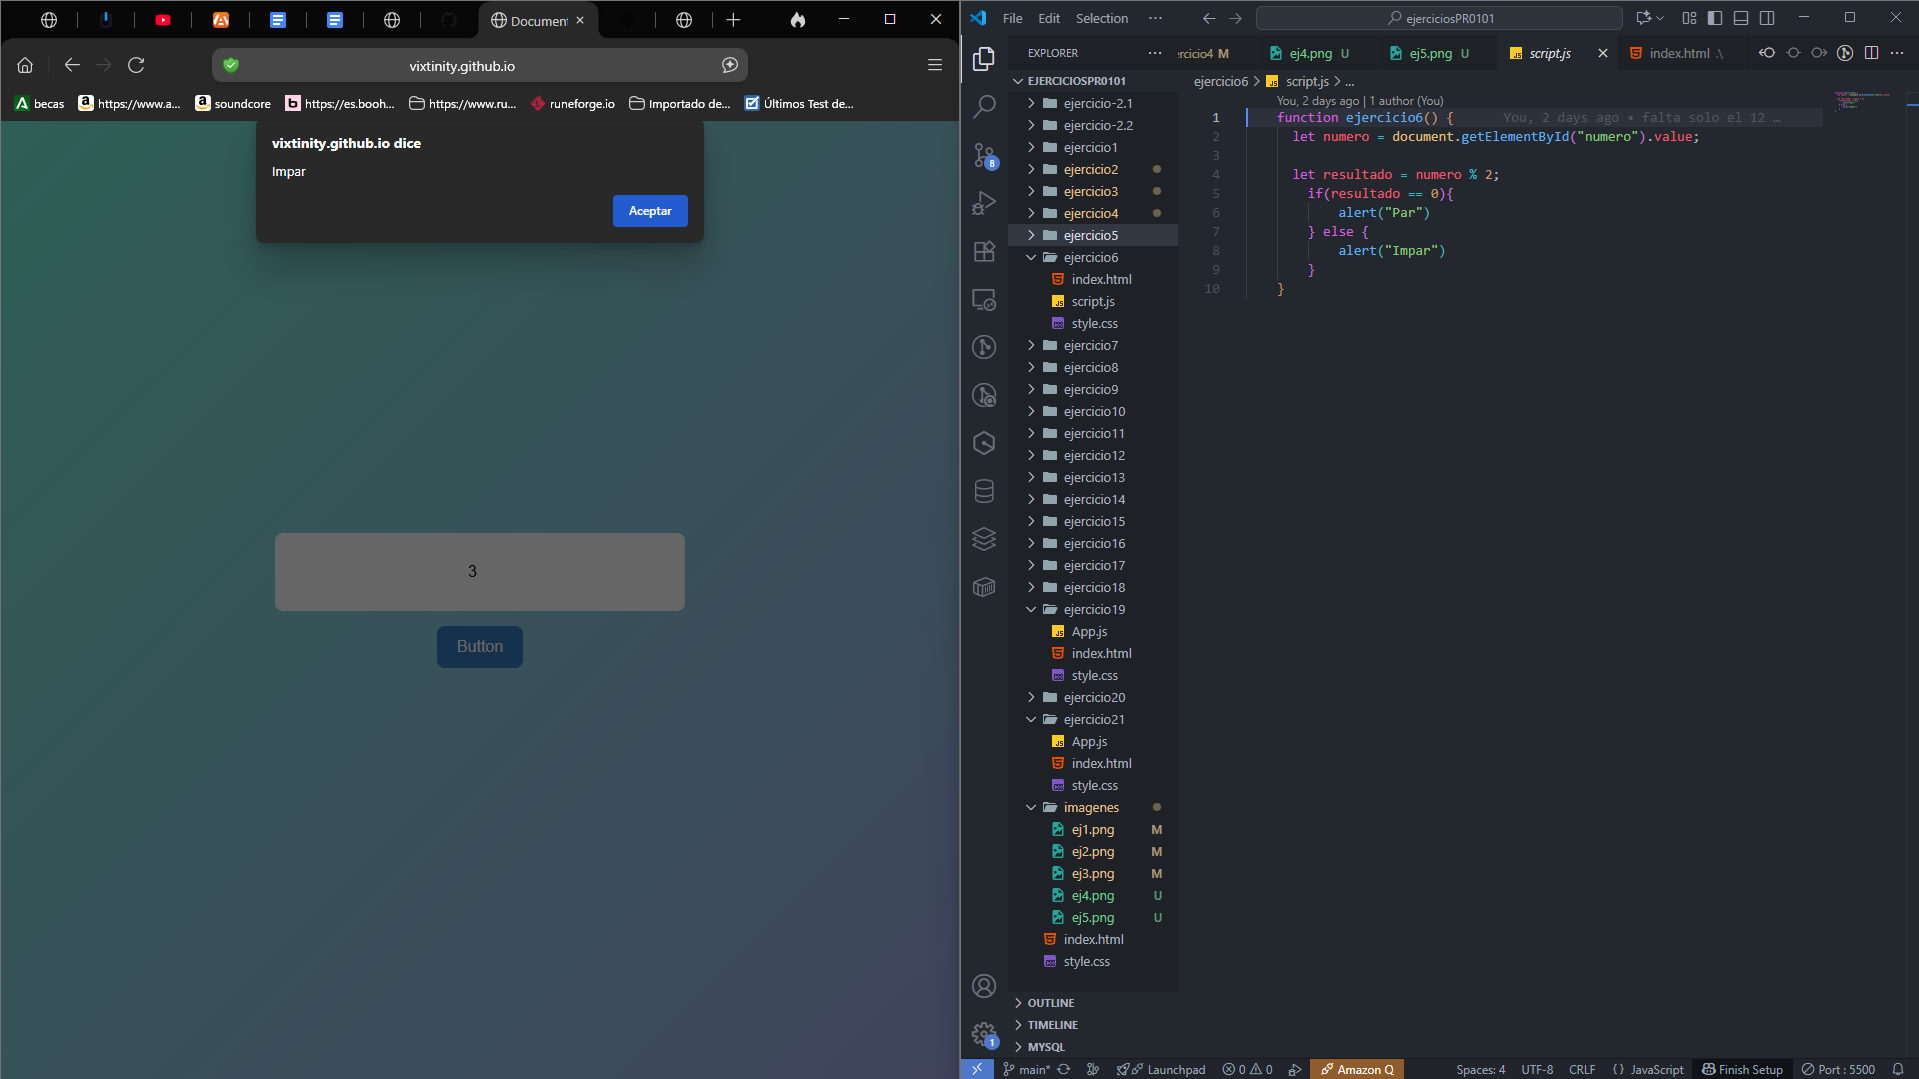 Document
vixtinity.github.io
becas
https://www.a...
soundcore
https://es.booh...
https://www.ru...
runeforge.io
Importado de...
Últimos Test de...
vixtinity.github.io dice
Impar
Aceptar
3
Button
File Edit Selection ...
ejerciciosPR0101
EXPLORER
EJERCICIOSPR0101
ejercicio-2.1
ejercicio-2.2
ejercicio1
ejercicio2
ejercicio3
ejercicio4
ejercicio5
ejercicio6
index.html
script.js
style.css
ejercicio7
ejercicio8
ejercicio9
ejercicio10
ejercicio11
ejercicio12
ejercicio13
ejercicio14
ejercicio15
ejercicio16
ejercicio17
ejercicio18
ejercicio19
App.js
index.html
style.css
ejercicio20
ejercicio21
App.js
index.html
style.css
imagenes
ej1.png M
ej2.png M
ej3.png M
ej4.png U
ej5.png U
index.html
style.css
OUTLINE
TIMELINE
MYSQL
8
1
ercicio4 M
ej4.png U
ej5.png U
script.js
index.html .\
ejercicio6 > script.js > ...
You, 2 days ago | 1 author (You)
1 function ejercicio6() { You, 2 days ago • falta solo el 12 …
2 let numero = document.getElementById("numero").value;
3
4 let resultado = numero % 2;
5 if(resultado == 0){
6 alert("Par")
7 } else {
8 alert("Impar")
9 }
10 }
main*
Launchpad
0 0
Amazon Q
Spaces: 4
UTF-8
CRLF
{} JavaScript
Finish Setup
Port : 5500